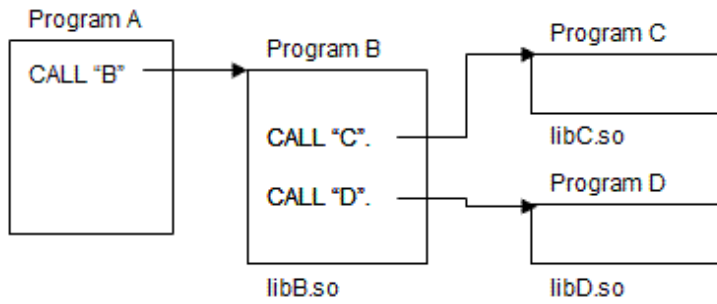 Program A
CALL “B”
Program B
CALL “C”.
CALL “D”.
libB.so
Program C
libC.so
Program D
libD.so